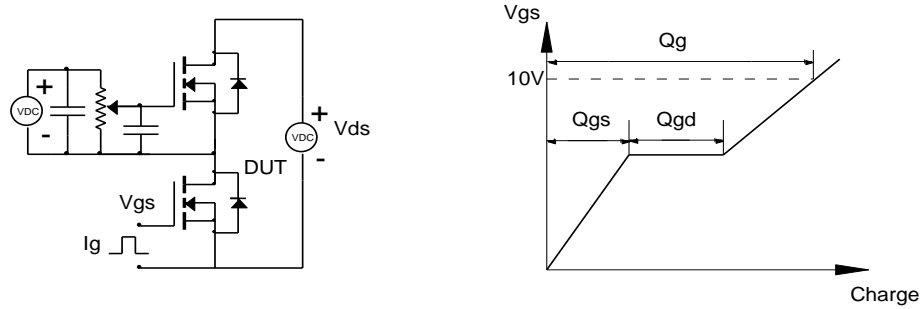 +
VDC
-
+
VDC
-
Vds
DUT
Vgs
Ig
Vgs
Qg
10V
Qgs
Qgd
Charge